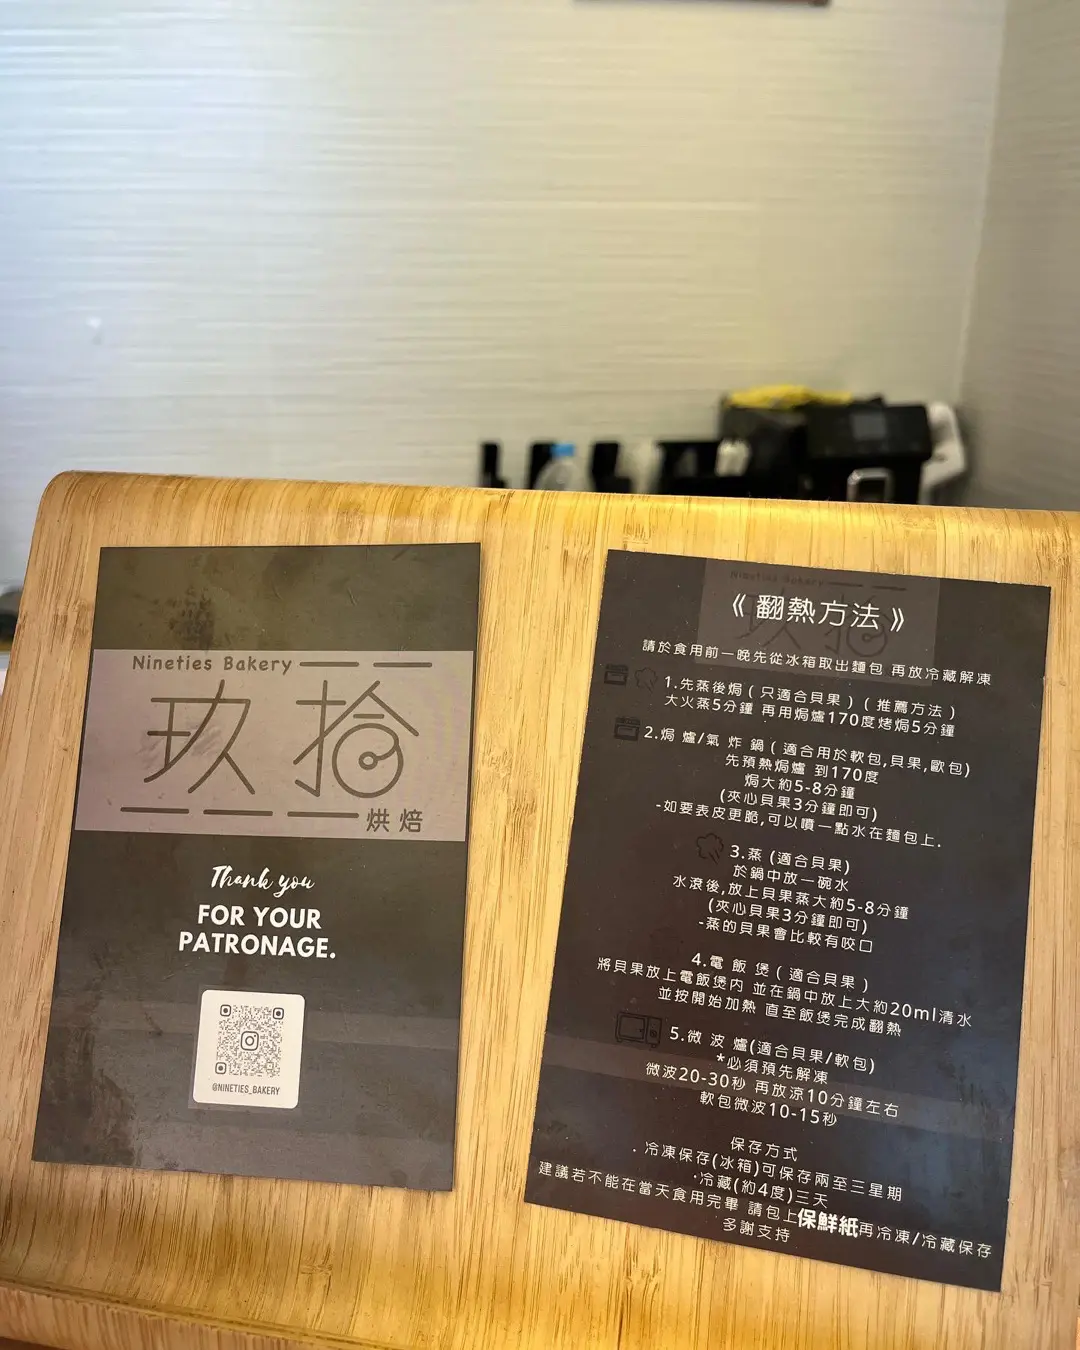 Nineties Bakery
玖拾
烘焙
Thank you
FOR YOUR
PATRONAGE.
@NINETIES_BAKERY
Nineties Bakery
玖拾
《翻熱方法》
請於食用前一晚先從冰箱取出麵包 再放冷藏解凍
1.先蒸後焗(只適合貝果)(推薦方法)
大火蒸5分鐘 再用焗爐170度烤焗5分鐘
2.焗爐/氣炸鍋(適合用於軟包,貝果,歐包)
先預熱焗爐 到170度
焗大約5-8分鐘
(夾心貝果3分鐘即可)
-如要表皮更脆,可以噴一點水在麵包上.
3.蒸 (適合貝果)
於鍋中放一碗水
水滾後,放上貝果蒸大約5-8分鐘
(夾心貝果3分鐘即可)
-蒸的貝果會比較有咬口
4.電飯煲(適合貝果)
將貝果放上電飯煲內 並在鍋中放上大約20ml清水
並按開始加熱 直至飯煲完成翻熱
5.微波爐(適合貝果/軟包)
*必須預先解凍
微波20-30秒 再放涼10分鐘左右
軟包微波10-15秒
保存方式
.冷凍保存(冰箱)可保存兩至三星期
·冷藏(約4度)三天
建議若不能在當天食用完畢 請包上保鮮紙再冷凍/冷藏保存
多謝支持